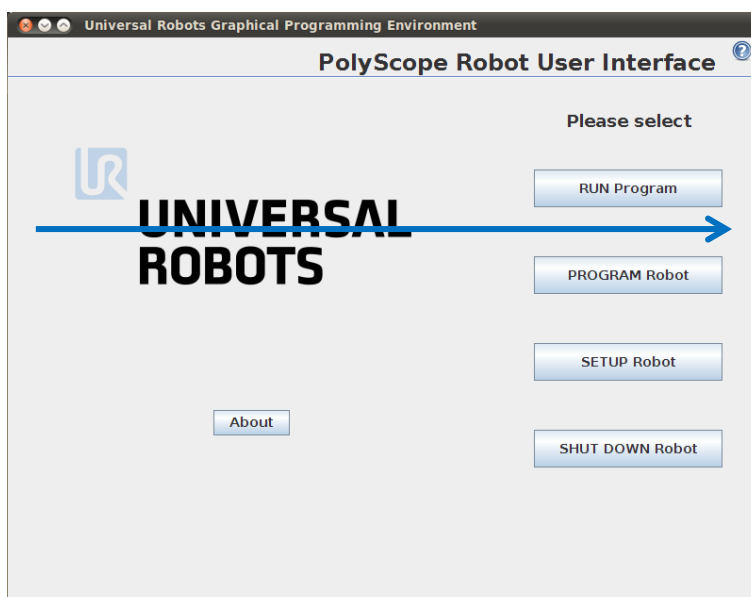 Universal Robots Graphical Programming Environment
PolyScope Robot User Interface
?
Please select
UR
RUN Program
UNIVERSAL
ROBOTS
PROGRAM Robot
SETUP Robot
About
SHUT DOWN Robot